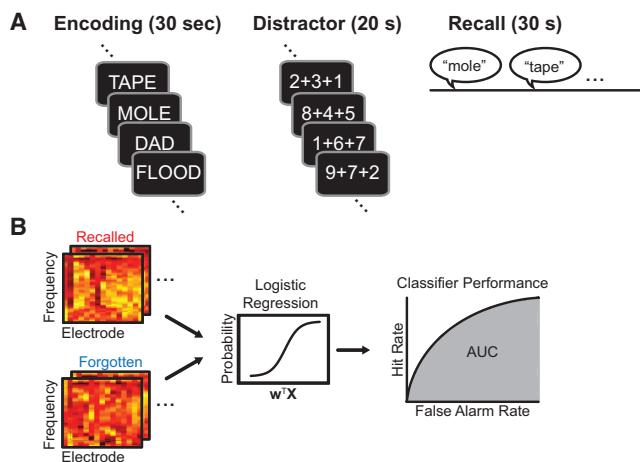 A
Encoding (30 sec)
Distractor (20 s)
Recall (30 s)
TAPE
MOLE
DAD
FLOOD
2+3+1
8+4+5
1+6+7
9+7+2
“mole”
“tape”
...
B
Recalled
Frequency
Electrode
...
Forgotten
Frequency
Electrode
...
Logistic
Regression
Probability
wᵀX
Classifier Performance
Hit Rate
AUC
False Alarm Rate